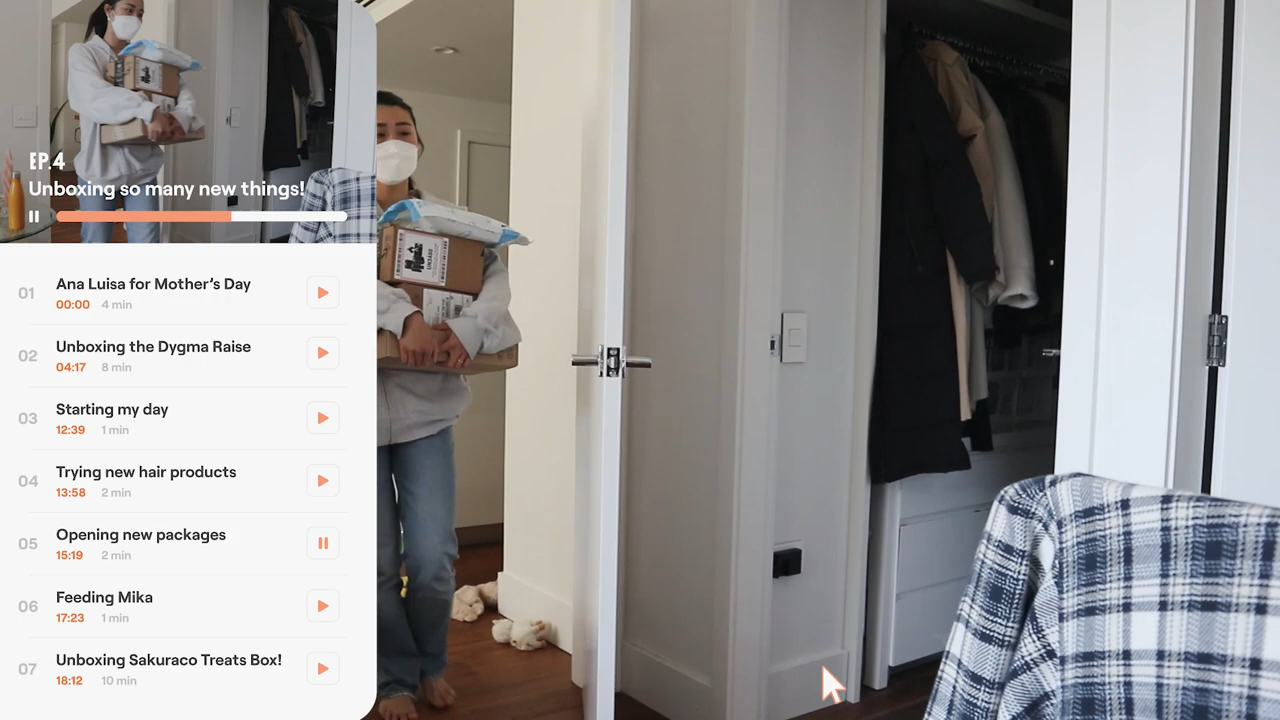 EP.4
Unboxing so many new things!
01
Ana Luisa for Mother's Day
00:00 4 min
02
Unboxing the Dygma Raise
04:17 8 min
03
Starting my day
12:39 1 min
04
Trying new hair products
13:58 2 min
05
Opening new packages
15:19 2 min
06
Feeding Mika
17:23 1 min
07
Unboxing Sakuraco Treats Box!
18:12 10 min